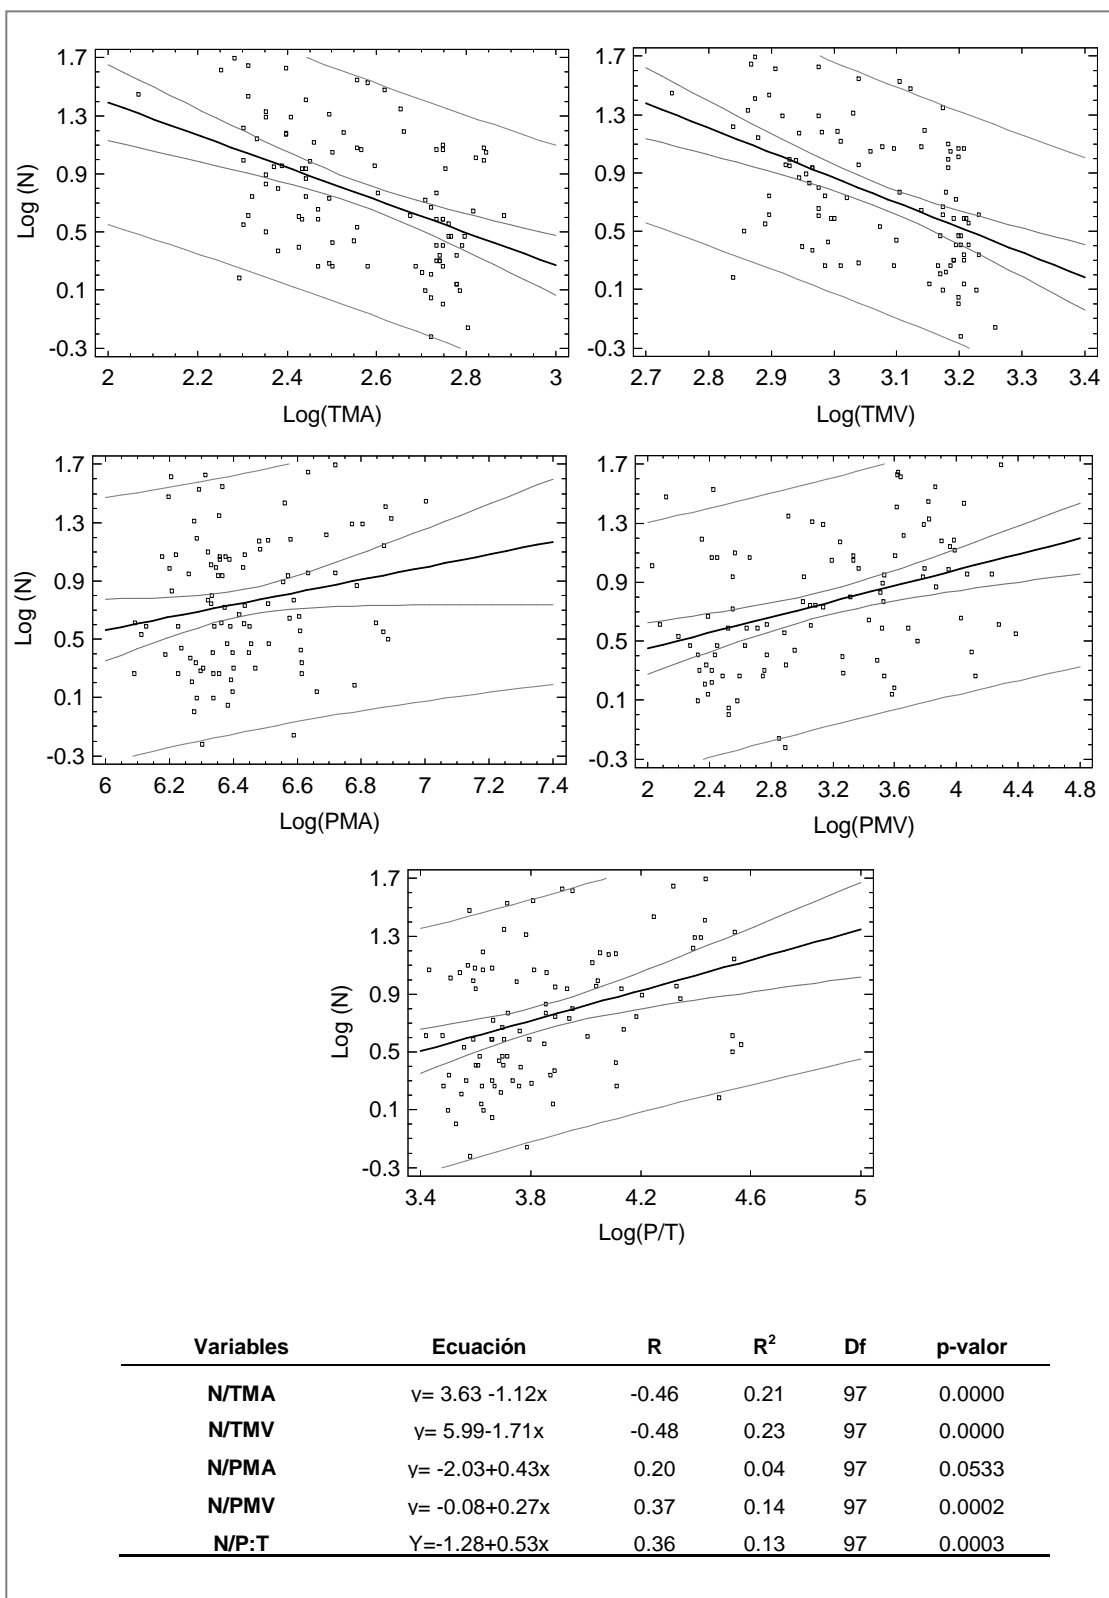 1.7
1.3
0.9
0.5
0.1
-0.3
Log (N)
2 2.2 2.4 2.6 2.8 3
Log(TMA)
1.7
1.3
0.9
0.5
0.1
-0.3
2.7 2.8 2.9 3 3.1 3.2 3.3 3.4
Log(TMV)
1.7
1.3
0.9
0.5
0.1
-0.3
Log (N)
6 6.2 6.4 6.6 6.8 7 7.2 7.4
Log(PMA)
1.7
1.3
0.9
0.5
0.1
-0.3
2 2.4 2.8 3.2 3.6 4 4.4 4.8
Log(PMV)
1.7
1.3
0.9
0.5
0.1
-0.3
Log (N)
3.4 3.8 4.2 4.6 5
Log(P/T)
Variables Ecuación R R² Df p-valor
N/TMA y= 3.63 -1.12x -0.46 0.21 97 0.0000
N/TMV y= 5.99-1.71x -0.48 0.23 97 0.0000
N/PMA y= -2.03+0.43x 0.20 0.04 97 0.0533
N/PMV y= -0.08+0.27x 0.37 0.14 97 0.0002
N/P:T Y=-1.28+0.53x 0.36 0.13 97 0.0003